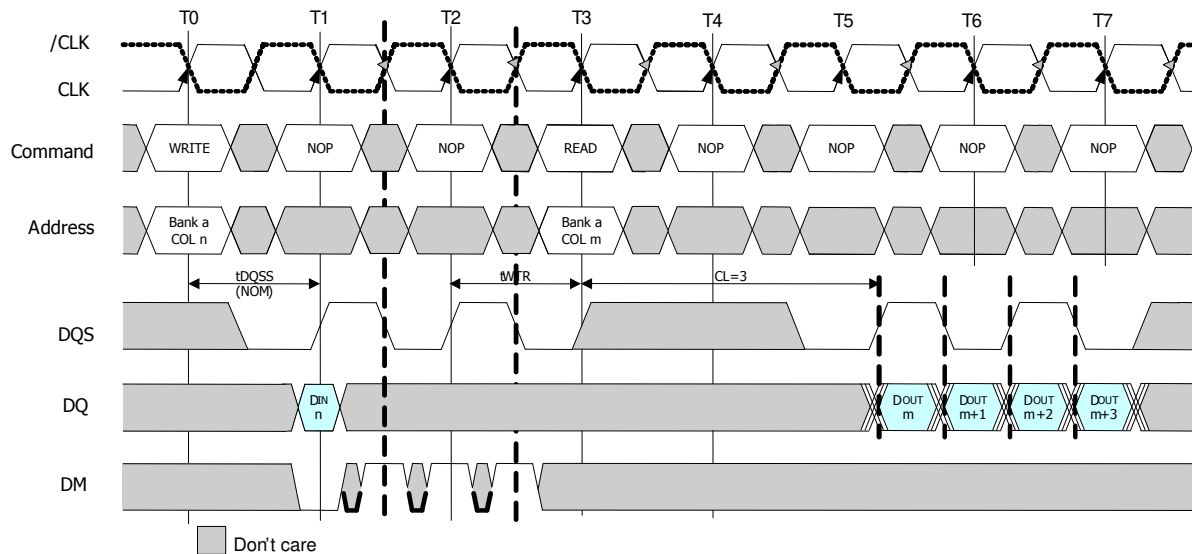 T0 T1 T2 T3 T4 T5 T6 T7
/CLK
CLK
Command WRITE NOP NOP READ NOP NOP NOP NOP
Address Bank a COL n Bank a COL m
tDQSS (NOM) tWTR CL=3
DQS
DQ DIN n DOUT m DOUT m+1 DOUT m+2 DOUT m+3
DM
Don't care